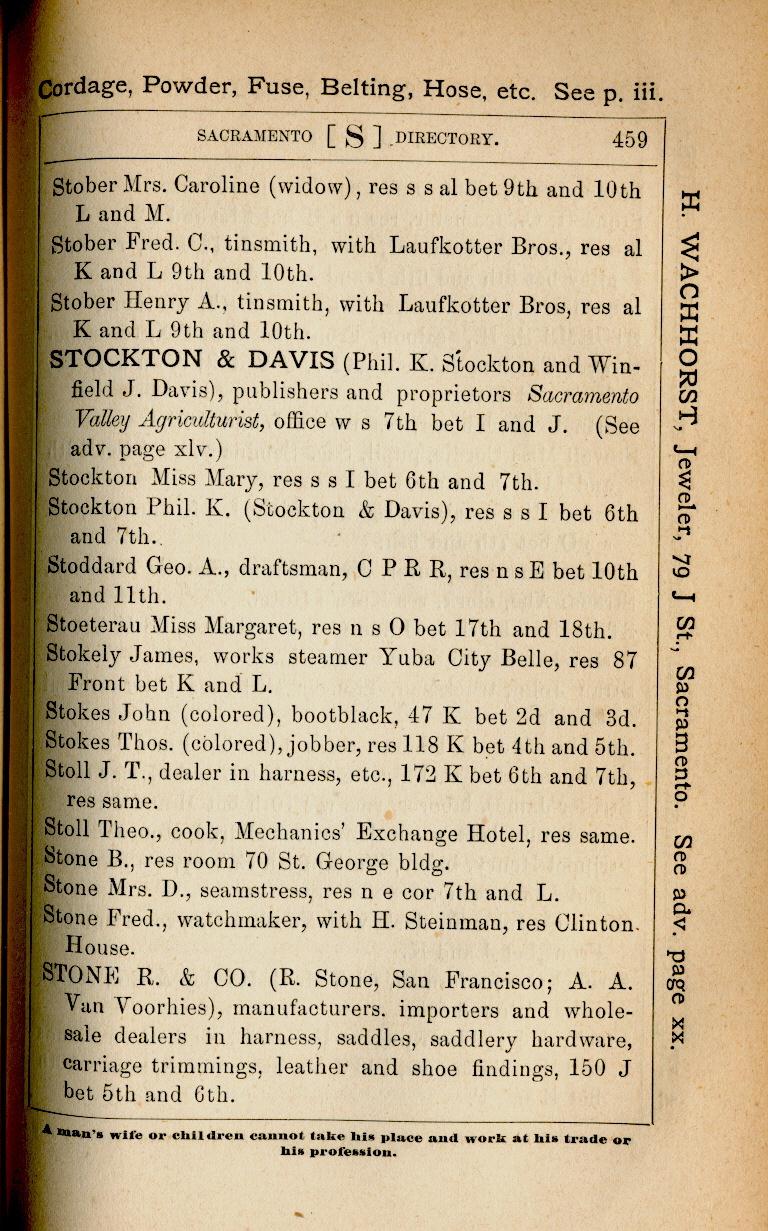 Cordage, Powder, Fuse, Belting, Hose, etc. See p. iii.
SACRAMENTO [ S ] DIRECTORY. 459
Stober Mrs. Caroline (widow), res s s al bet 9th and 10th
L and M.
Stober Fred. C., tinsmith, with Laufkotter Bros., res al
K and L 9th and 10th.
Stober Henry A., tinsmith, with Laufkotter Bros, res al
K and L 9th and 10th.
STOCKTON & DAVIS (Phil. K. Stockton and Win-
field J. Davis), publishers and proprietors Sacramento
Valley Agriculturist, office w s 7th bet I and J. (See
adv. page xlv.)
Stockton Miss Mary, res s s I bet 6th and 7th.
Stockton Phil. K. (Stockton & Davis), res s s I bet 6th
and 7th.
Stoddard Geo. A., draftsman, C P R R, res n s E bet 10th
and 11th.
Stoeterau Miss Margaret, res n s O bet 17th and 18th.
Stokely James, works steamer Yuba City Belle, res 87
Front bet K and L.
Stokes John (colored), bootblack, 47 K bet 2d and 3d.
Stokes Thos. (colored), jobber, res 118 K bet 4th and 5th.
Stoll J. T., dealer in harness, etc., 172 K bet 6th and 7th,
res same.
Stoll Theo., cook, Mechanics' Exchange Hotel, res same.
Stone B., res room 70 St. George bldg.
Stone Mrs. D., seamstress, res n e cor 7th and L.
Stone Fred., watchmaker, with H. Steinman, res Clinton
House.
STONE R. & CO. (R. Stone, San Francisco; A. A.
Van Voorhies), manufacturers. importers and whole-
sale dealers in harness, saddles, saddlery hardware,
carriage trimmings, leather and shoe findings, 150 J
bet 5th and 6th.
A man's wife or children cannot take his place and work at his trade or
his profession.
H. WACHHORST, Jeweler, 79 J St., Sacramento. See adv. page xx.